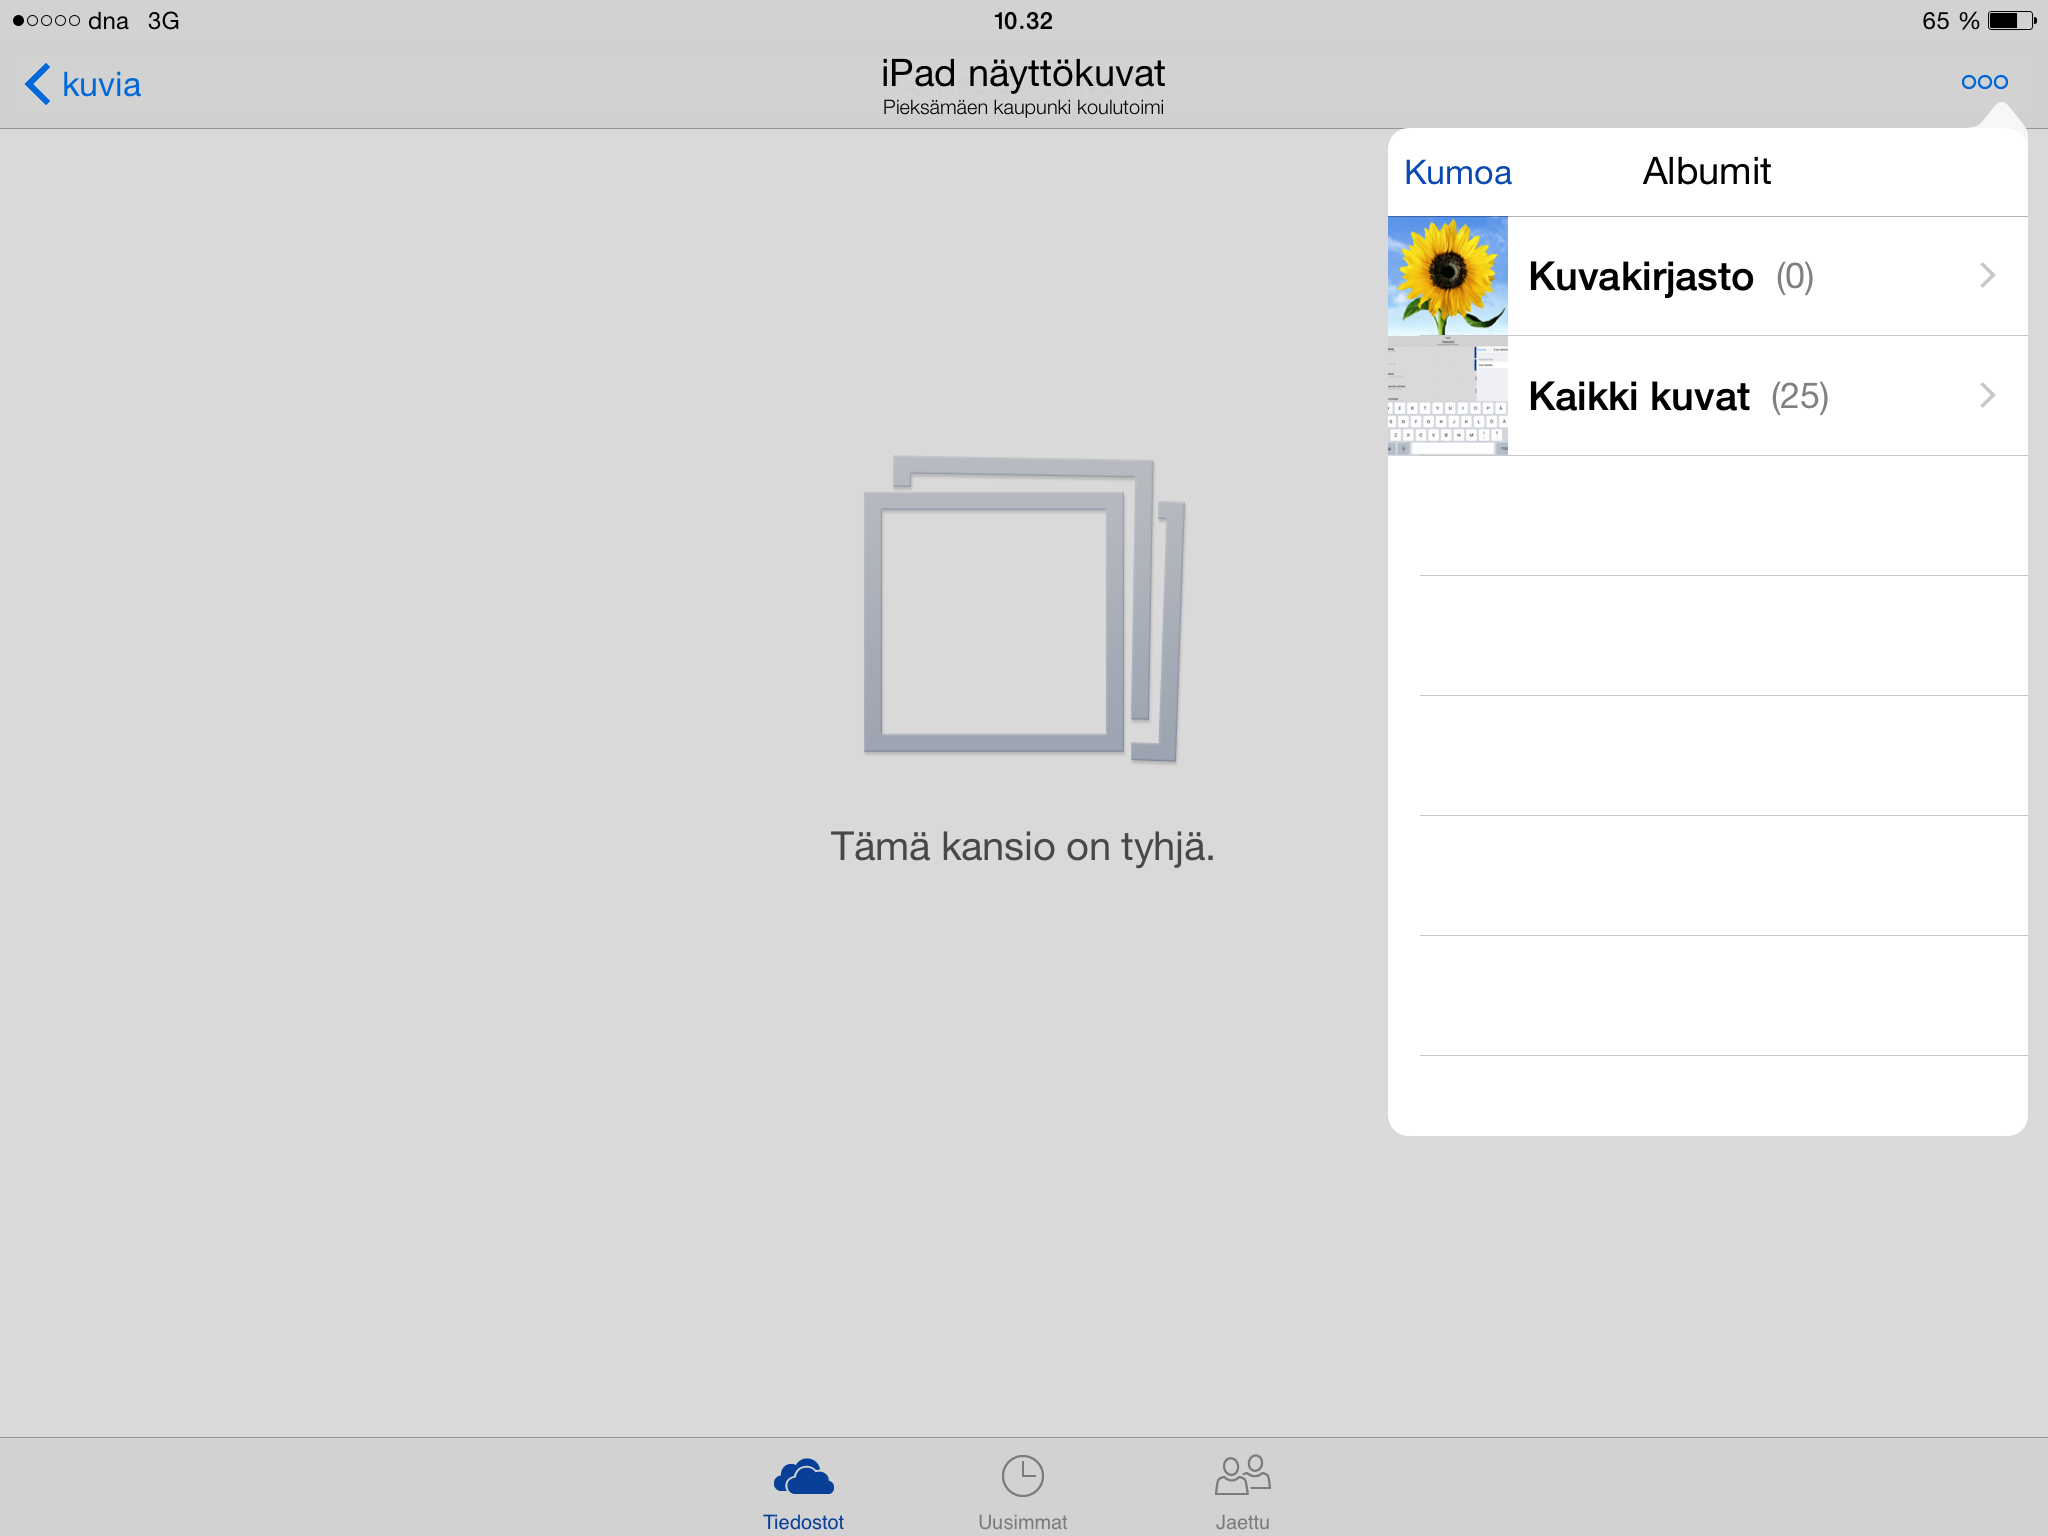 dna 3G
10.32
65 %
kuvia
iPad näyttökuvat
Pieksämäen kaupunki koulutoimi
Kumoa
Albumit
Kuvakirjasto (0)
Kaikki kuvat (25)
Tämä kansio on tyhjä.
Tiedostot
Uusimmat
Jaettu